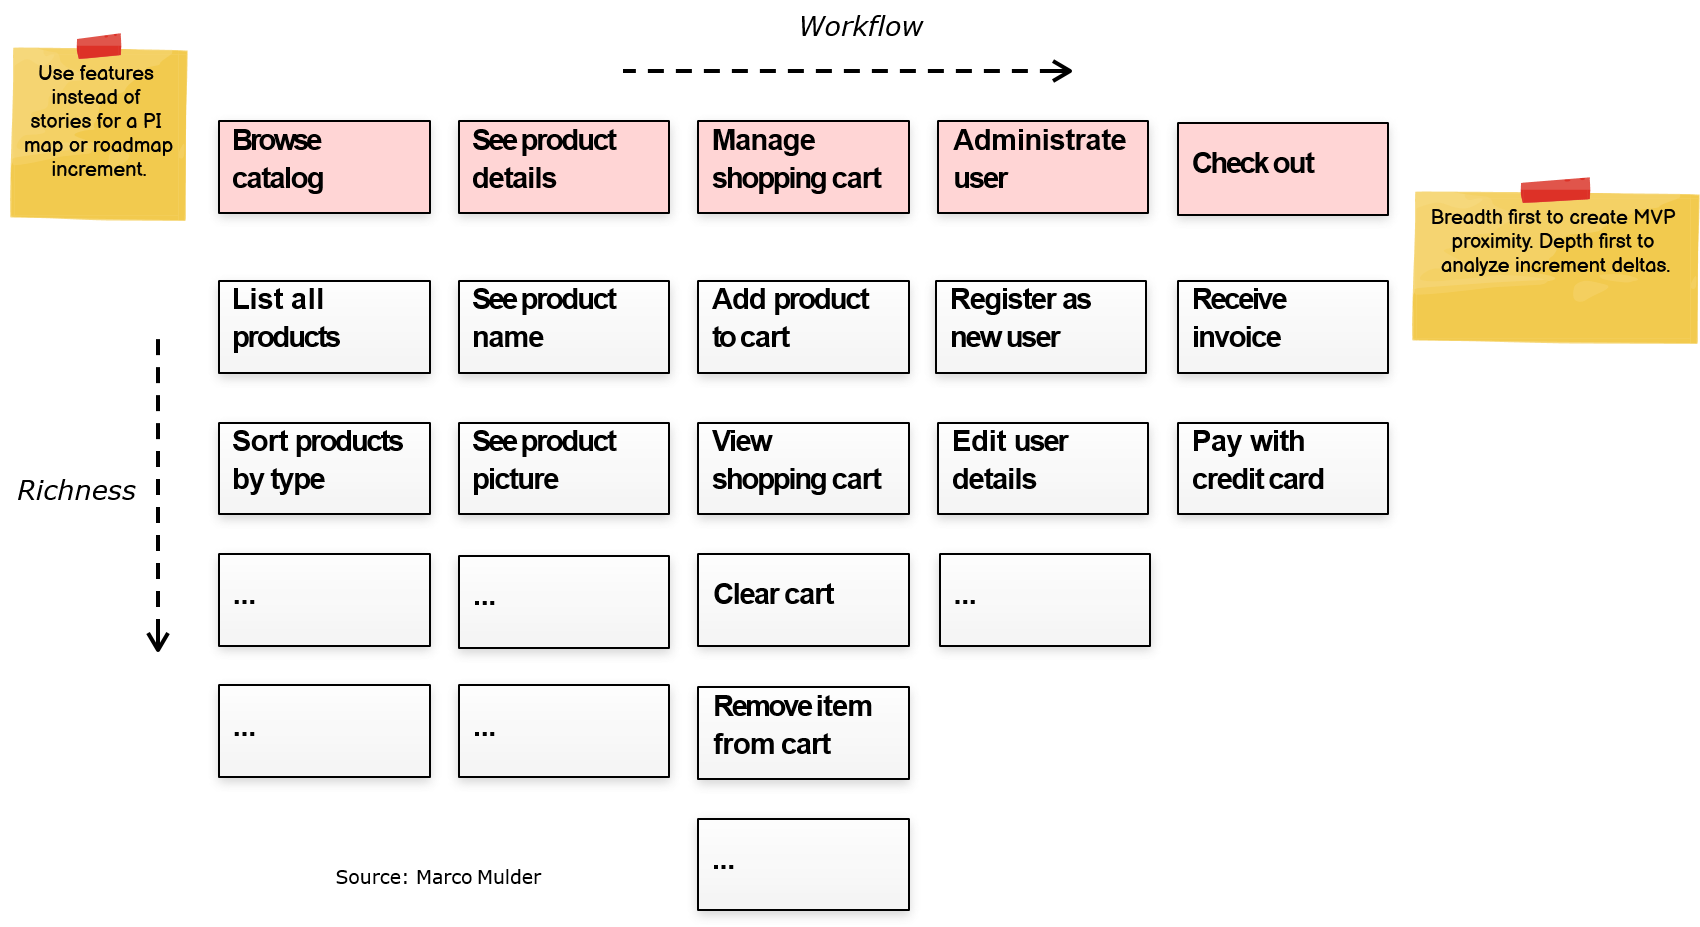 Workflow
Use features
instead of
stories for a PI
map or roadmap
increment.
Browse
catalog
See product
details
Manage
shopping cart
Administrate
user
Check out
Breadth first to create MVP
proximity. Depth first to
analyze increment deltas.
List all
products
See product
name
Add product
to cart
Register as
new user
Receive
invoice
Richness
Sort products
by type
See product
picture
View
shopping cart
Edit user
details
Pay with
credit card
...
...
Clear cart
...
...
...
Remove item
from cart
...
Source: Marco Mulder